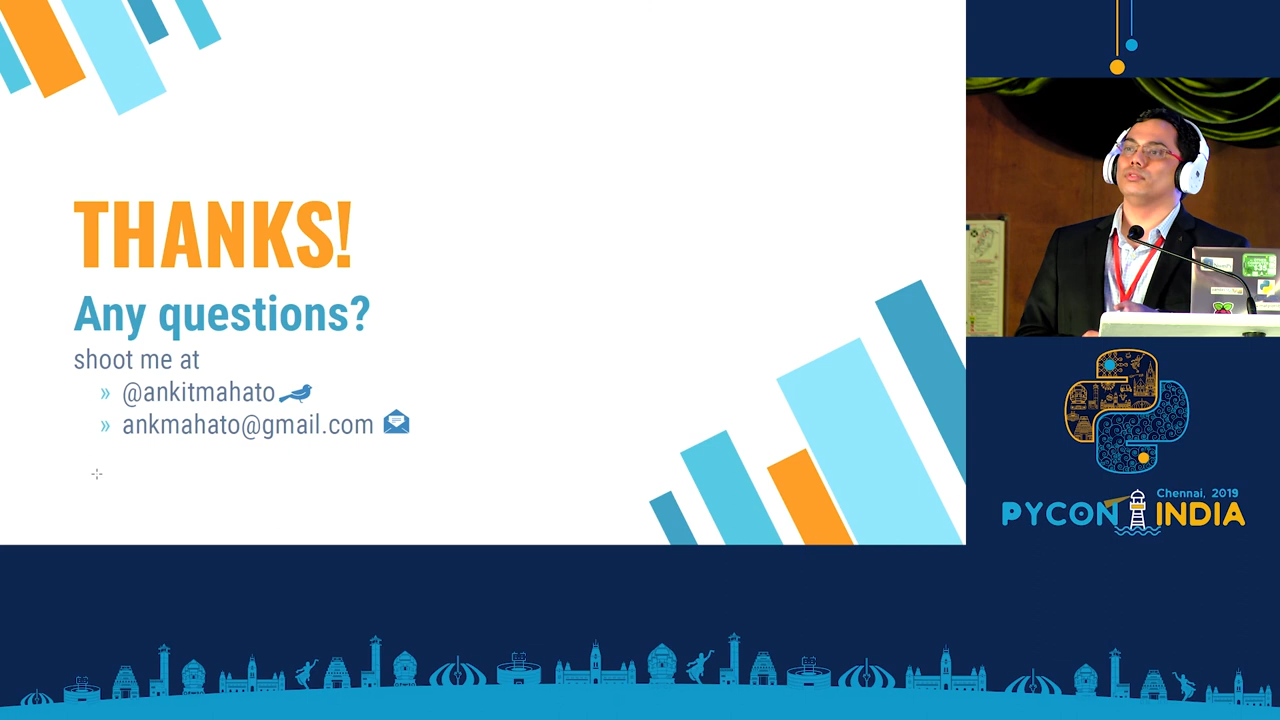 THANKS!
Any questions?
shoot me at
» @ankitmahato
» ankmahato@gmail.com
Chennai, 2019
PYCON INDIA